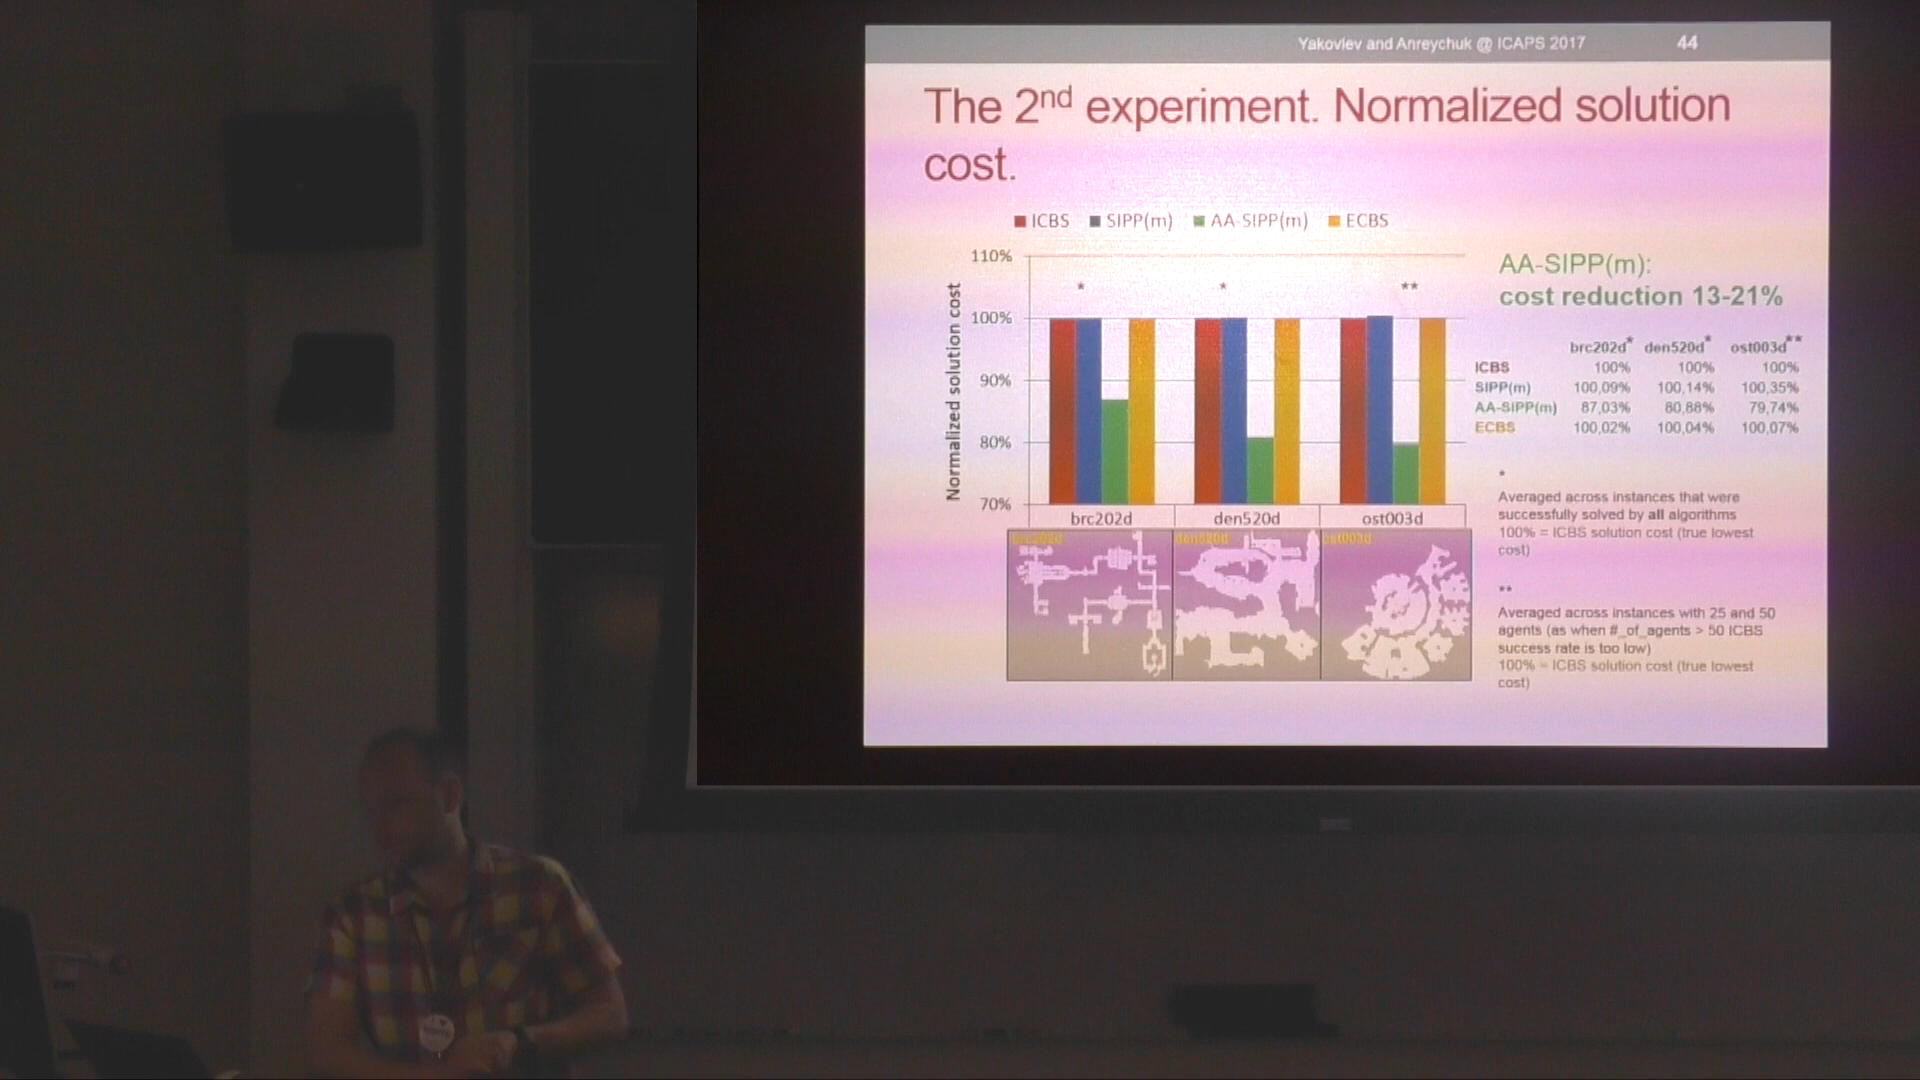 Yakovlev and Anreychuk @ ICAPS 2017 44
The 2nd experiment. Normalized solution
cost.
ICBS SIPP(m) AA-SIPP(m) ECBS
110%
100%
90%
80%
70%
Normalized solution cost
* * **
brc202d den520d ost003d
brc202d den520d ost003d
AA-SIPP(m):
cost reduction 13-21%
brc202d* den520d* ost003d**
ICBS 100% 100% 100%
SIPP(m) 100,09% 100,14% 100,35%
AA-SIPP(m) 87,03% 80,88% 79,74%
ECBS 100,02% 100,04% 100,07%
*
Averaged across instances that were
successfully solved by all algorithms
100% = ICBS solution cost (true lowest
cost)
**
Averaged across instances with 25 and 50
agents (as when #_of_agents > 50 ICBS
success rate is too low)
100% = ICBS solution cost (true lowest
cost)